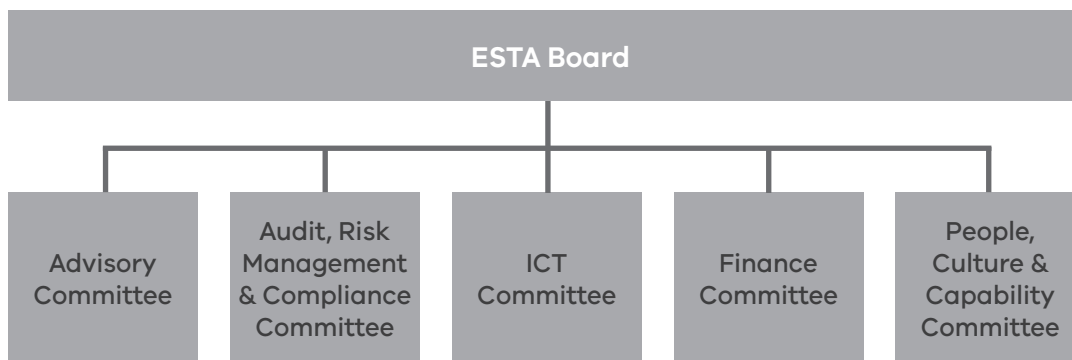 ESTA Board
Advisory
Committee
Audit, Risk
Management
& Compliance
Committee
ICT
Committee
Finance
Committee
People,
Culture &
Capability
Committee